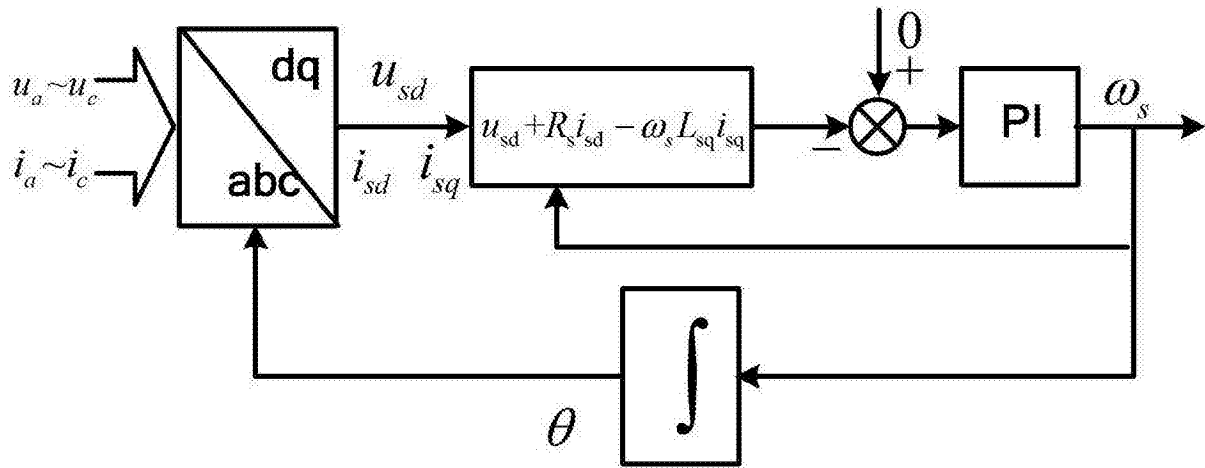 u_a~u_c
i_a~i_c
dq
abc
u_sd
i_sd i_sq
u_sd+R_s i_sd − ω_s L_sq i_sq
0
+
−
PI
ω_s
∫
θ